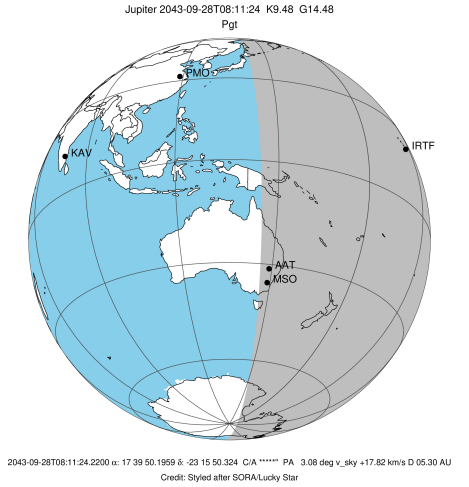 Jupiter 2043-09-28T08:11:24 K9.48 G14.48
Pgt
PMO
KAV
IRTF
AAT
MSO
2043-09-28T08:11:24.2200 α: 17 39 50.1959 δ: -23 15 50.324 C/A *****" PA 3.08 deg v_sky +17.82 km/s D 05.30 AU
Credit: Styled after SORA/Lucky Star